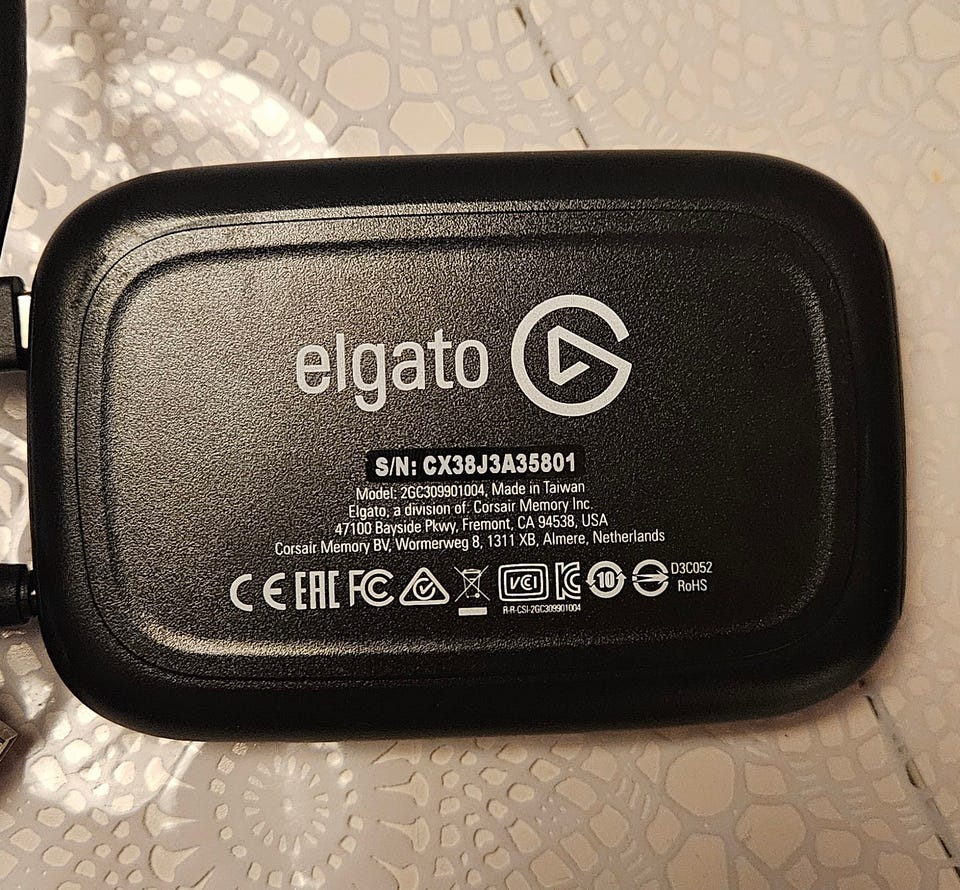 elgato
S/N: CX38J3A35801
Model: 2GC309901004, Made in Taiwan
Elgato, a division of Corsair Memory Inc.
47100 Bayside Pkwy, Fremont, CA 94538, USA
Corsair Memory BV, Wormerweg 8, 1311 XB, Almere, Netherlands
CE EAC FC VCI 10 D3C052
RoHS
R-R-CSI-2GC309901004